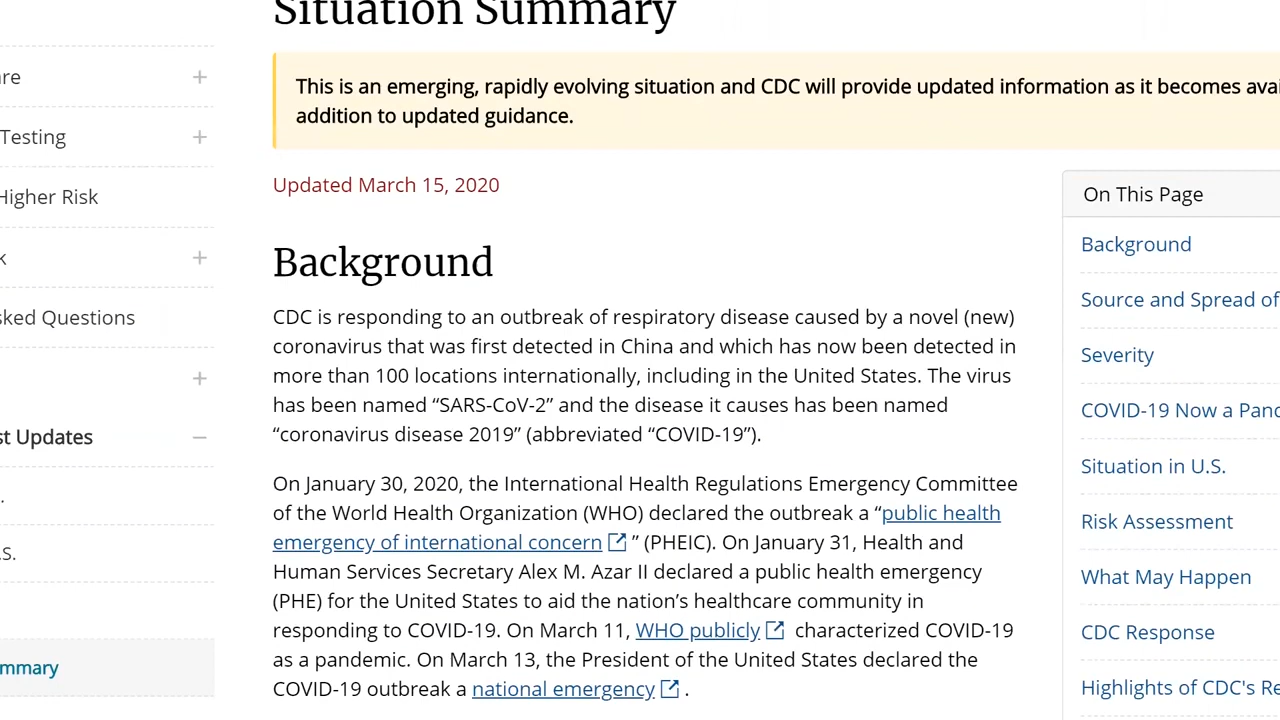 Situation Summary
This is an emerging, rapidly evolving situation and CDC will provide updated information as it becomes
addition to updated guidance.
Updated March 15, 2020
Background
CDC is responding to an outbreak of respiratory disease caused by a novel (new)
coronavirus that was first detected in China and which has now been detected in
more than 100 locations internationally, including in the United States. The virus
has been named “SARS-CoV-2” and the disease it causes has been named
“coronavirus disease 2019” (abbreviated “COVID-19”).
On January 30, 2020, the International Health Regulations Emergency Committee
of the World Health Organization (WHO) declared the outbreak a “public health
emergency of international concern ” (PHEIC). On January 31, Health and
Human Services Secretary Alex M. Azar II declared a public health emergency
(PHE) for the United States to aid the nation’s healthcare community in
responding to COVID-19. On March 11, WHO publicly characterized COVID-19
as a pandemic. On March 13, the President of the United States declared the
COVID-19 outbreak a national emergency .
Testing
Higher Risk
Questions
Updates
On This Page
Background
Source and Spread of
Severity
COVID-19 Now a
Situation in U.S.
Risk Assessment
What May Happen
CDC Response
Highlights of CDC's